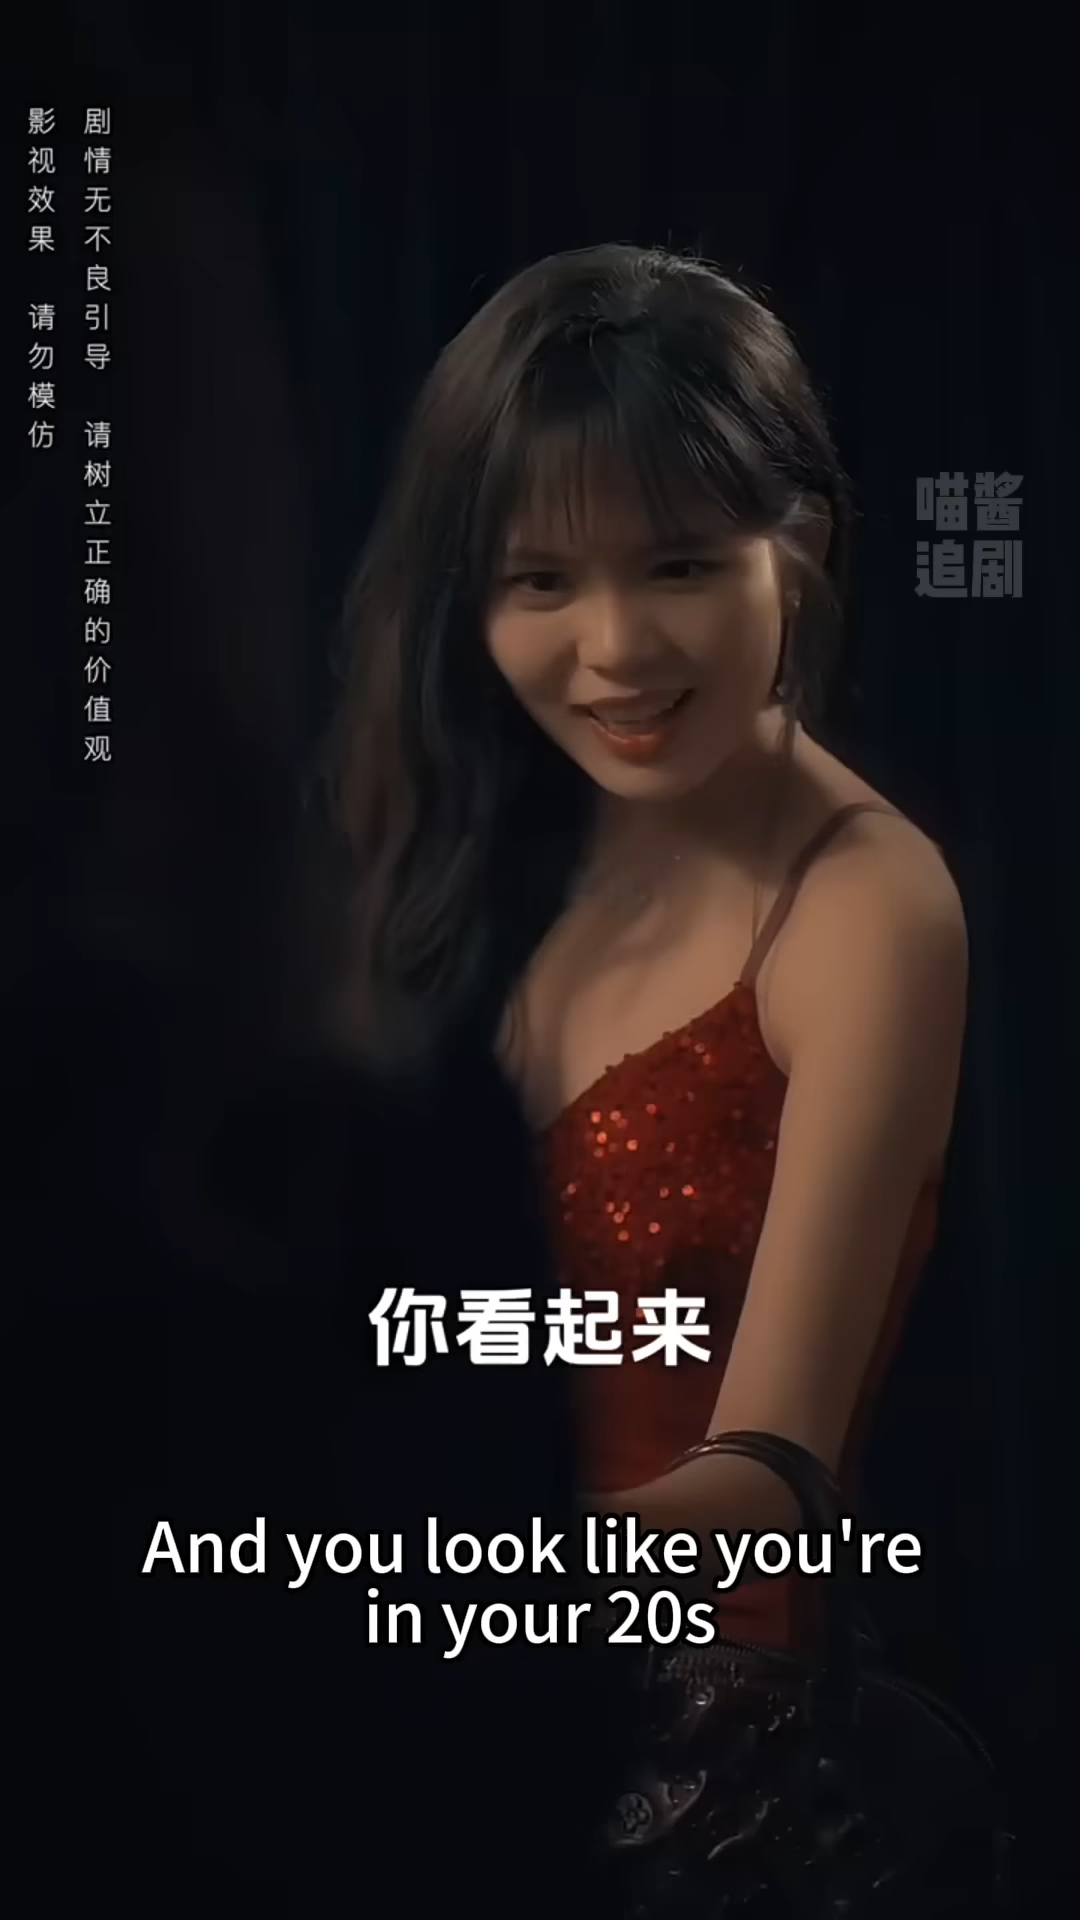 剧情无不良引导 请树立正确的价值观
影视效果 请勿模仿
喵酱
追剧
你看起来
And you look like you're
in your 20s